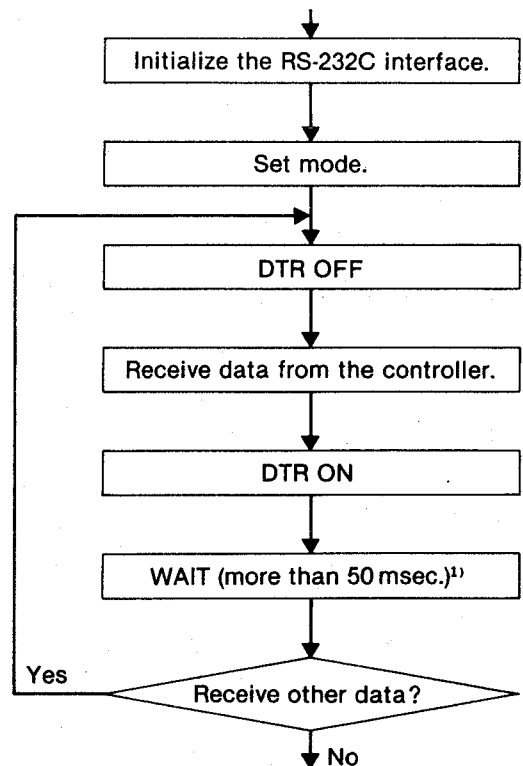 Initialize the RS-232C interface.
Set mode.
DTR OFF
Receive data from the controller.
DTR ON
WAIT (more than 50 msec.)¹⁾
Yes
Receive other data?
No